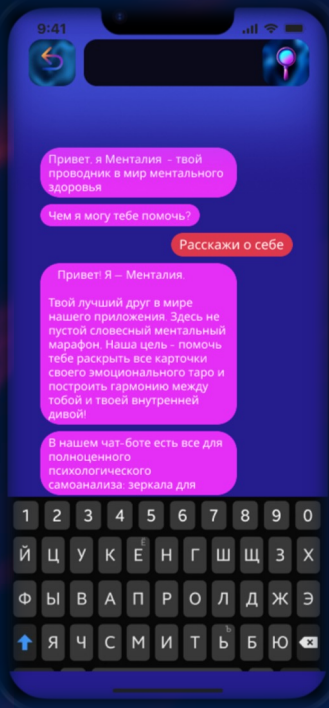 9:41
Привет, я Менталия - твой
проводник в мир ментального
здоровья
Чем я могу тебе помочь?
Расскажи о себе
Привет! Я – Менталия.
Твой лучший друг в мире
нашего приложения. Здесь не
пустой словесный ментальный
марафон. Наша цель - помочь
тебе раскрыть все карточки
своего эмоционального таро и
построить гармонию между
тобой и твоей внутренней
дивой!
В нашем чат-боте есть все для
полноценного
психологического
самоанализа: зеркала для
1 2 3 4 5 6 7 8 9 0
Й Ц У К Е Ё Н Г Ш Щ З Х
Ф Ы В А П Р О Л Д Ж Э
Я Ч С М И Т Ь Ъ Б Ю